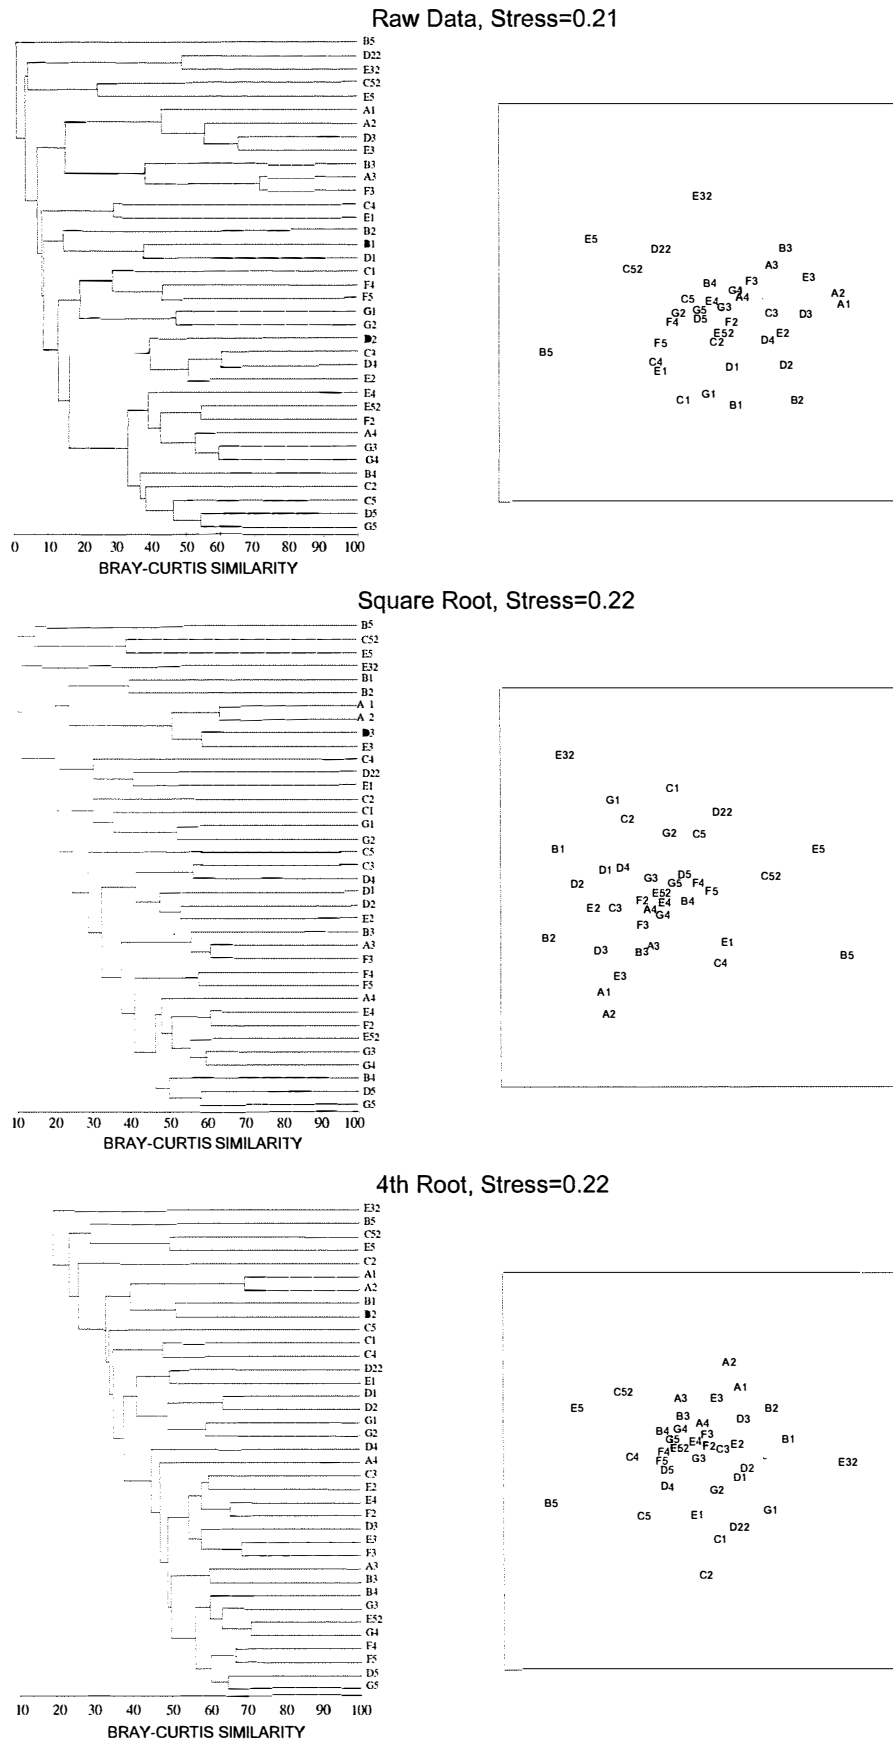 Raw Data, Stress=0.21
B5
D22
E32
C52
E5
A1
A2
D3
E3
B3
A3
F3
C4
E1
B2
B1
D1
C1
F4
F5
G1
G2
D2
C3
D4
E2
E4
E52
F2
A4
G3
G4
B4
C2
C5
D5
G5
0 10 20 30 40 50 60 70 80 90 100
BRAY-CURTIS SIMILARITY
E32
E5
D22
B3
C52
A3
E3
B4
F3
G4
A4
A2
A1
C5
E4
G3
G2
G5
D5
F4
F2
C3
D3
E52
E2
F5
C2
D4
B5
C4
E1
D1
D2
C1
G1
B1
B2
Square Root, Stress=0.22
B5
C52
E5
E32
B1
B2
A 1
A 2
D3
E3
C4
D22
E1
C2
C1
G1
G2
C5
C3
D4
D1
D2
E2
B3
A3
F3
F4
F5
A4
E4
F2
E52
G3
G4
B4
D5
G5
10 20 30 40 50 60 70 80 90 100
BRAY-CURTIS SIMILARITY
E32
C1
G1
D22
C2
G2
C5
B1
E5
D1
D4
C52
D2
G3
D5
G5
F4
F5
E52
F2
E4
B4
E2
C3
A4
G4
F3
B2
E1
D3
B3
A3
B5
C4
E3
A1
A2
4th Root, Stress=0.22
E32
B5
C52
E5
C2
A1
A2
B1
B2
C5
C1
C4
D22
E1
D1
D2
G1
G2
D4
A4
C3
E2
E4
F2
D3
E3
F3
A3
B3
B4
G3
E52
G4
F4
F5
D5
G5
10 20 30 40 50 60 70 80 90 100
BRAY-CURTIS SIMILARITY
A2
C52
A1
A3
E3
E5
B2
B3
D3
A4
B4
G4
F3
G5
E4
B1
E52
F2
C3
E2
F4
C4
F5
G3
E32
D5
D2
D1
D4
G2
B5
C5
E1
G1
D22
C1
C2